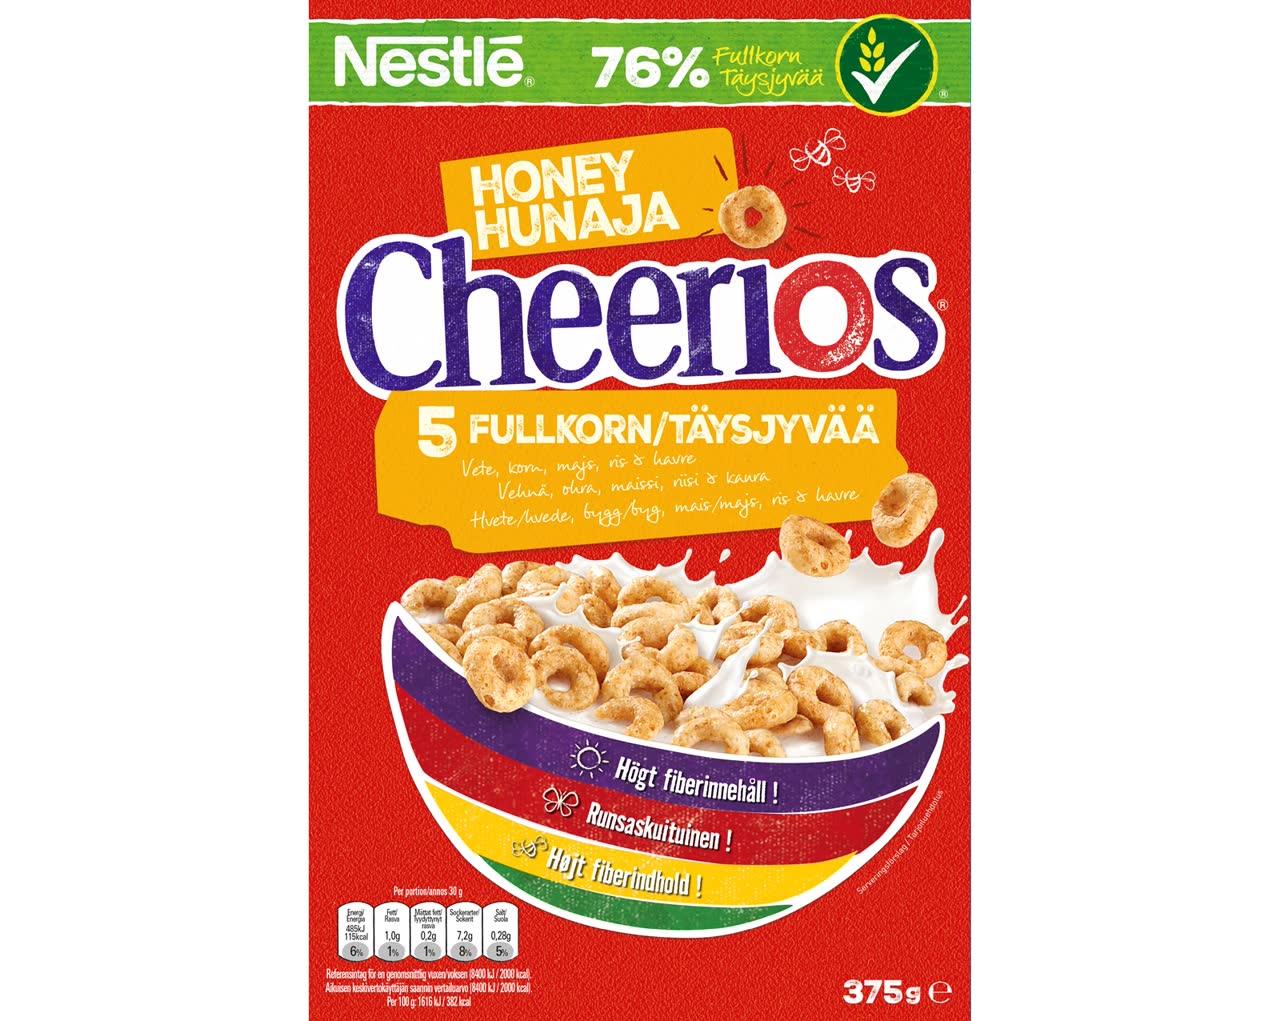 Nestlé®
76% Fullkorn
Täysjyvää
®
HONEY
HUNAJA
Cheerios®
5 FULLKORN/TÄYSJYVÄÄ
Vete, korn, majs, ris & havre
Vehnä, ohra, maissi, riisi & kaura
Hvete/hvede, bygg/byg, mais/majs, ris & havre
Högt fiberinnehåll !
Runsaskuituinen !
Højt fiberindhold !
Serveringsförslag / Tarjoiluehdotus
Per portion/annos 30 g
Energi/ Energia 485kJ 115kcal 6%
Fett/ Rasva 1,0g 1%
Mättat fett/ Tyydyttynyt rasva 0,2g 1%
Sockerarter/ Sokerit 7,2g 8%
Salt/ Suola 0,28g 5%
Referensintag för en genomsnittlig vuxen/voksen (8400 kJ / 2000 kcal).
Aikuisen keskivertokäyttäjän saannin vertailuarvo (8400 kJ / 2000 kcal).
Per 100 g: 1616 kJ / 382 kcal
375g ℮